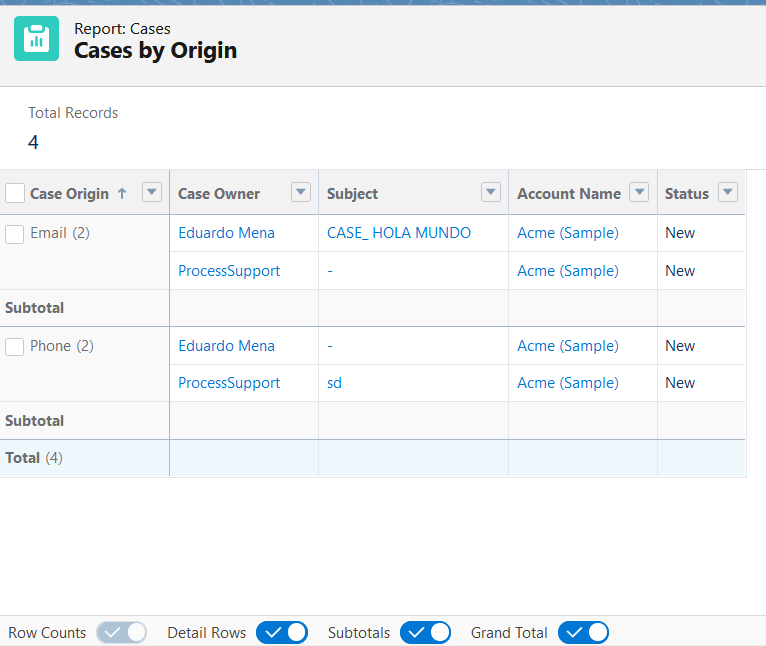 Report: Cases
Cases by Origin
Total Records
4
Case Origin ↑ Case Owner Subject Account Name Status
Email (2) Eduardo Mena CASE_ HOLA MUNDO Acme (Sample) New
ProcessSupport - Acme (Sample) New
Subtotal
Phone (2) Eduardo Mena - Acme (Sample) New
ProcessSupport sd Acme (Sample) New
Subtotal
Total (4)
Row Counts Detail Rows Subtotals Grand Total